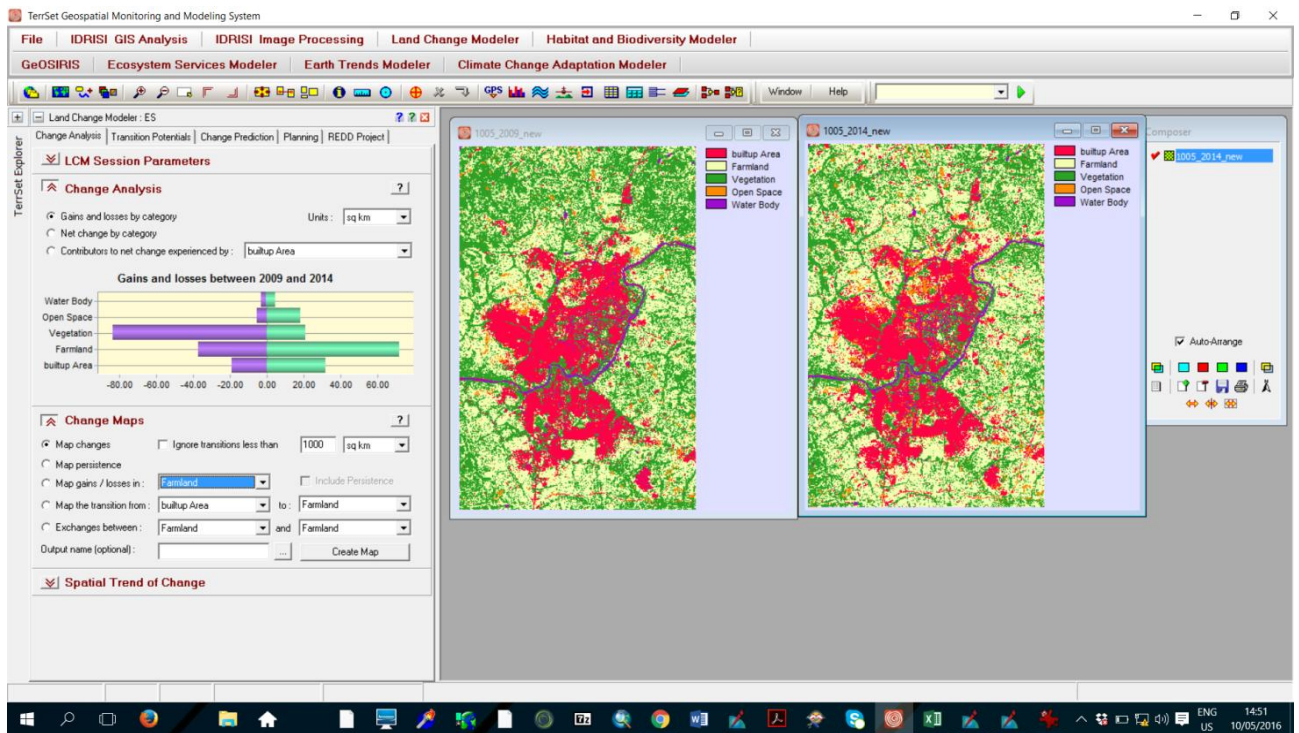 TerrSet Geospatial Monitoring and Modeling System
File IDRISI GIS Analysis IDRISI Image Processing Land Change Modeler Habitat and Biodiversity Modeler
GeOSIRIS Ecosystem Services Modeler Earth Trends Modeler Climate Change Adaptation Modeler
GPS Window Help
TerrSet Explorer
Land Change Modeler : ES
Change Analysis Transition Potentials Change Prediction Planning REDD Project
LCM Session Parameters
Change Analysis ?
Gains and losses by category Units : sq km
Net change by category
Contributors to net change experienced by : builtup Area
Gains and losses between 2009 and 2014
Water Body
Open Space
Vegetation
Farmland
builtup Area
-80.00 -60.00 -40.00 -20.00 0.00 20.00 40.00 60.00
Change Maps ?
Map changes Ignore transitions less than 1000 sq km
Map persistence
Map gains / losses in : Farmland Include Persistence
Map the transition from : builtup Area to : Farmland
Exchanges between : Farmland and Farmland
Output name (optional) : ... Create Map
Spatial Trend of Change
1005_2009_new
builtup Area
Farmland
Vegetation
Open Space
Water Body
1005_2014_new
builtup Area
Farmland
Vegetation
Open Space
Water Body
Composer
1005_2014_new
Auto-Arrange
ENG
US
14:51
10/05/2016